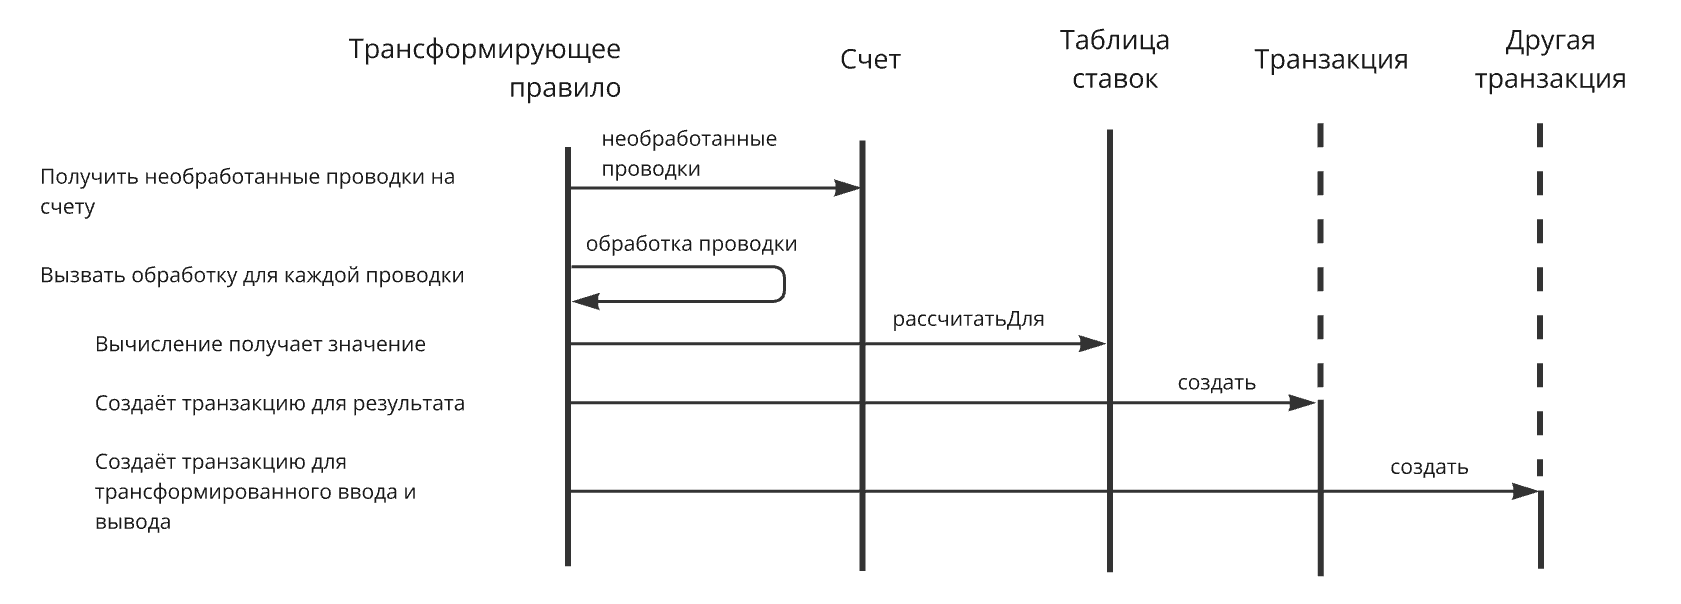 Трансформирующее
правило
Счет
Таблица
ставок
Транзакция
Другая
транзакция
необработанные
проводки
Получить необработанные проводки на
счету
обработка проводки
Вызвать обработку для каждой проводки
рассчитатьДля
Вычисление получает значение
создать
Создаёт транзакцию для результата
Создаёт транзакцию для
трансформированного ввода и
вывода
создать